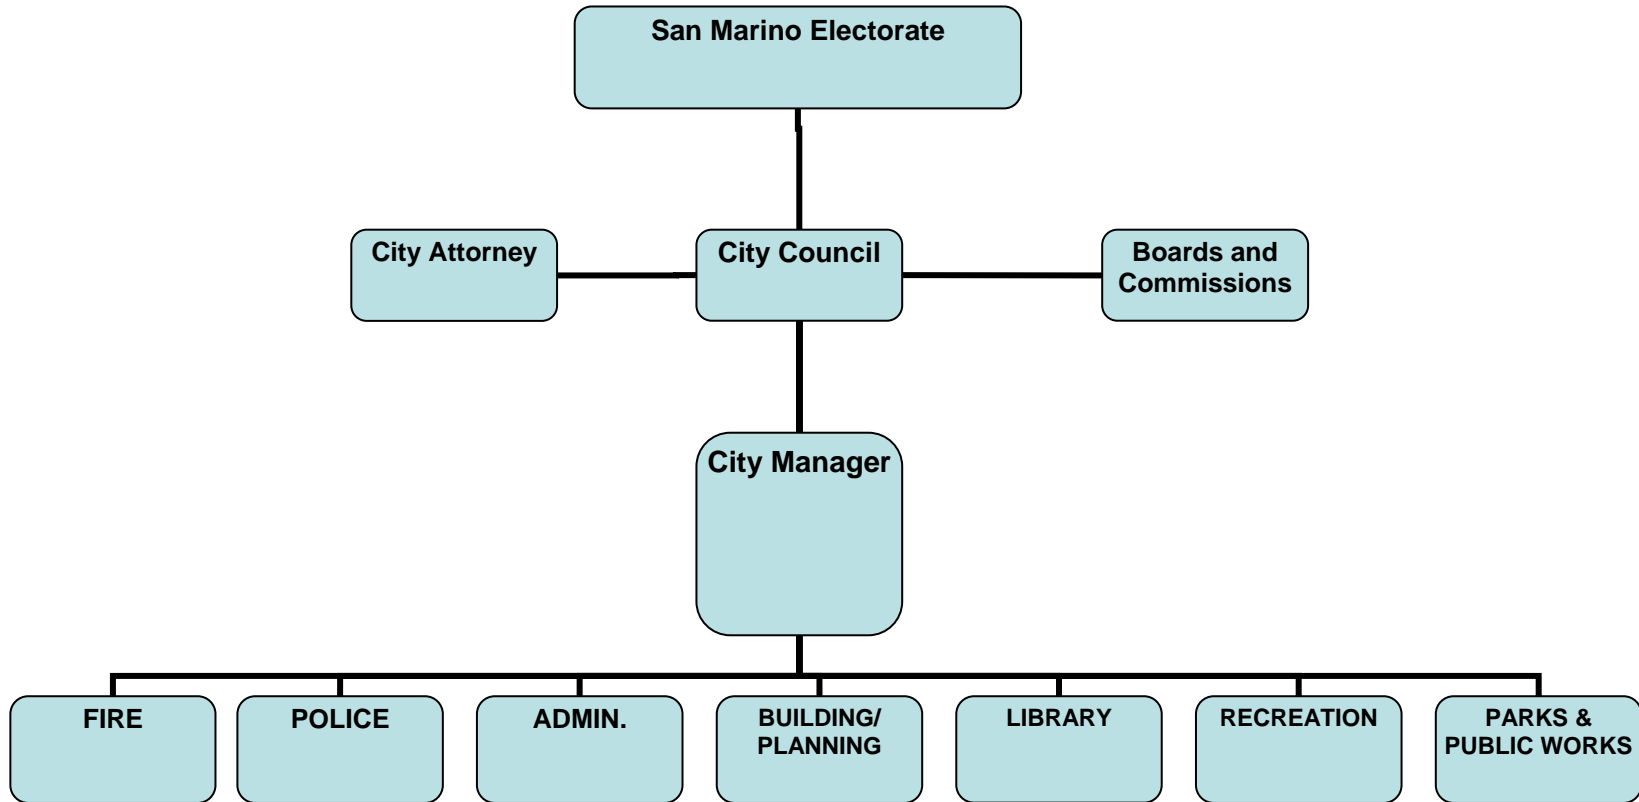 San Marino Electorate
City Attorney
City Council
Boards and
Commissions
City Manager
FIRE
POLICE
ADMIN.
BUILDING/
PLANNING
LIBRARY
RECREATION
PARKS &
PUBLIC WORKS